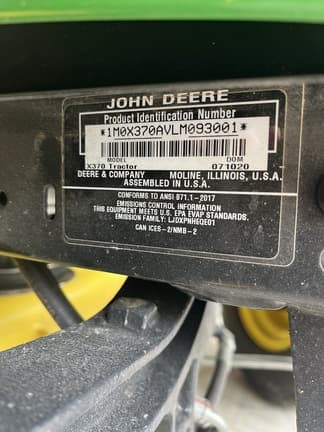 JOHN DEERE
Product Identification Number
*1M0X370AVLM093001*
MODEL DOM
X370 Tractor 071020
DEERE & COMPANY MOLINE, ILLINOIS, U.S.A.
ASSEMBLED IN U.S.A.
CONFORMS TO ANSI B71.1-2017
EMISSIONS CONTROL INFORMATION
THIS EQUIPMENT MEETS U.S. EPA EVAP STANDARDS.
EMISSION FAMILY: LJDXPNHEQE01
CAN ICES-2/NMB-2